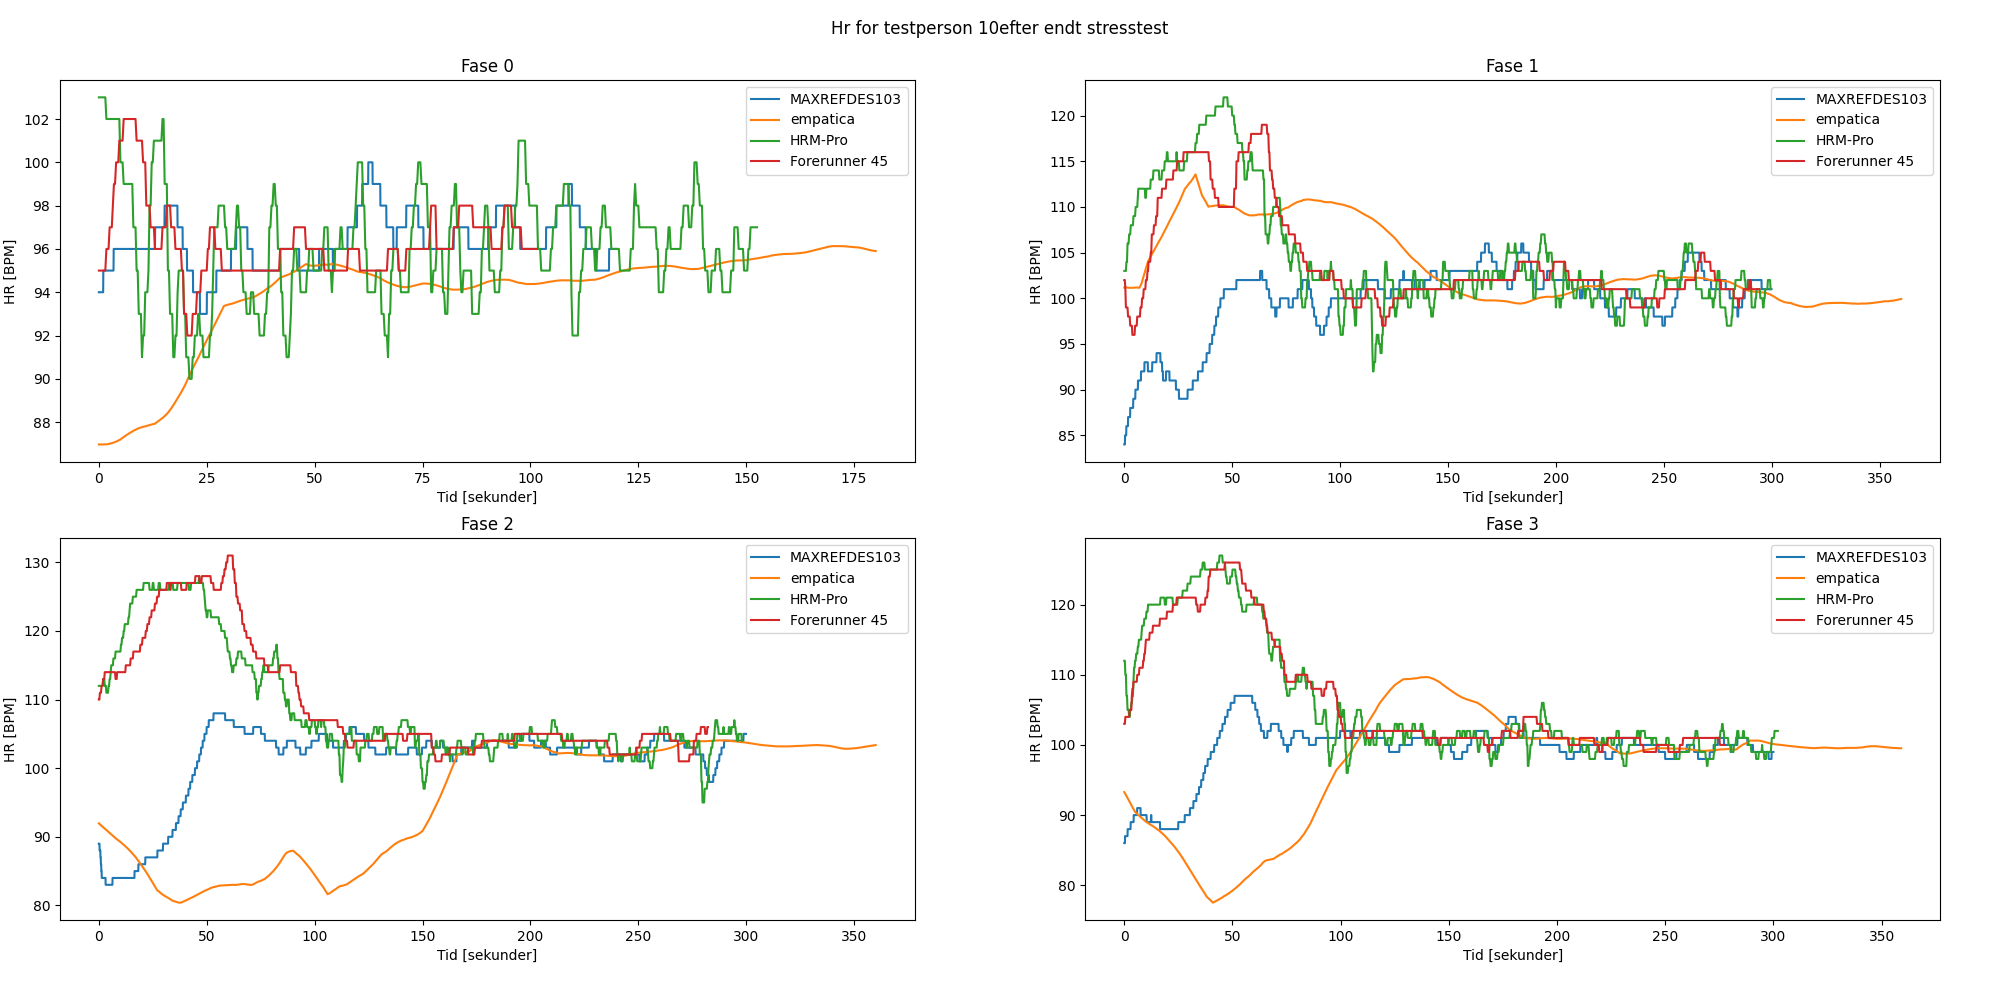 Hr for testperson 10efter endt stresstest
Fase 0
HR [BPM]
102
100
98
96
94
92
90
88
0 25 50 75 100 125 150 175
Tid [sekunder]
MAXREFDES103
empatica
HRM-Pro
Forerunner 45
Fase 1
HR [BPM]
120
115
110
105
100
95
90
85
0 50 100 150 200 250 300 350
Tid [sekunder]
MAXREFDES103
empatica
HRM-Pro
Forerunner 45
Fase 2
HR [BPM]
130
120
110
100
90
80
0 50 100 150 200 250 300 350
Tid [sekunder]
MAXREFDES103
empatica
HRM-Pro
Forerunner 45
Fase 3
HR [BPM]
120
110
100
90
80
0 50 100 150 200 250 300 350
Tid [sekunder]
MAXREFDES103
empatica
HRM-Pro
Forerunner 45